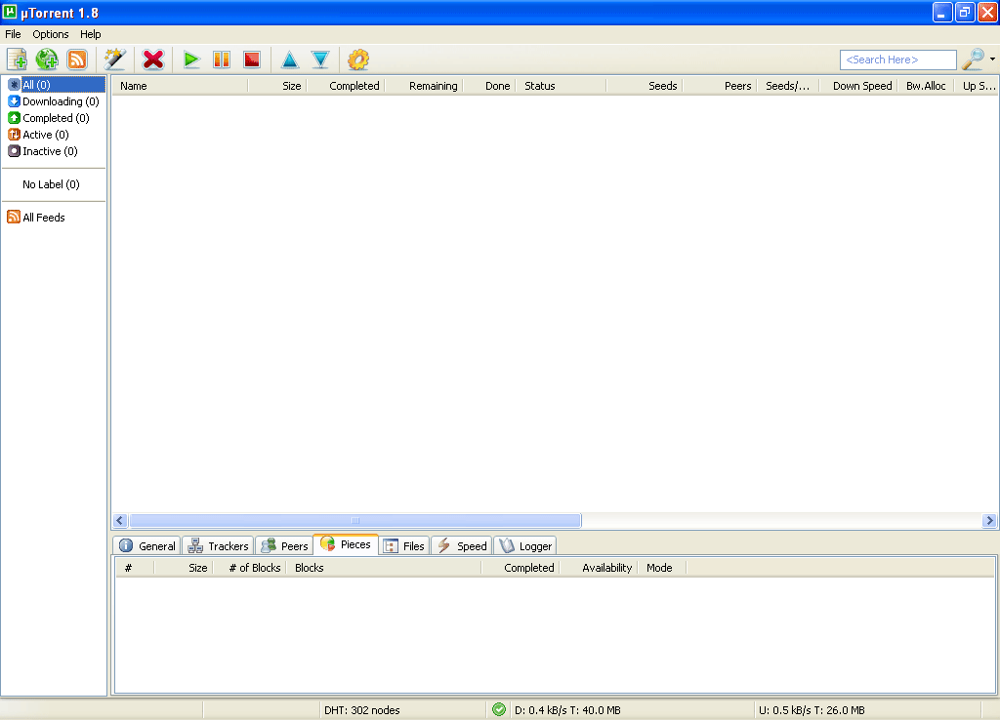 µTorrent 1.8
File Options Help
<Search Here>
All (0)
Downloading (0)
Completed (0)
Active (0)
Inactive (0)
No Label (0)
All Feeds
Name Size Completed Remaining Done Status Seeds Peers Seeds/... Down Speed Bw.Alloc Up S...
General Trackers Peers Pieces Files Speed Logger
# Size # of Blocks Blocks Completed Availability Mode
DHT: 302 nodes D: 0.4 kB/s T: 40.0 MB U: 0.5 kB/s T: 26.0 MB